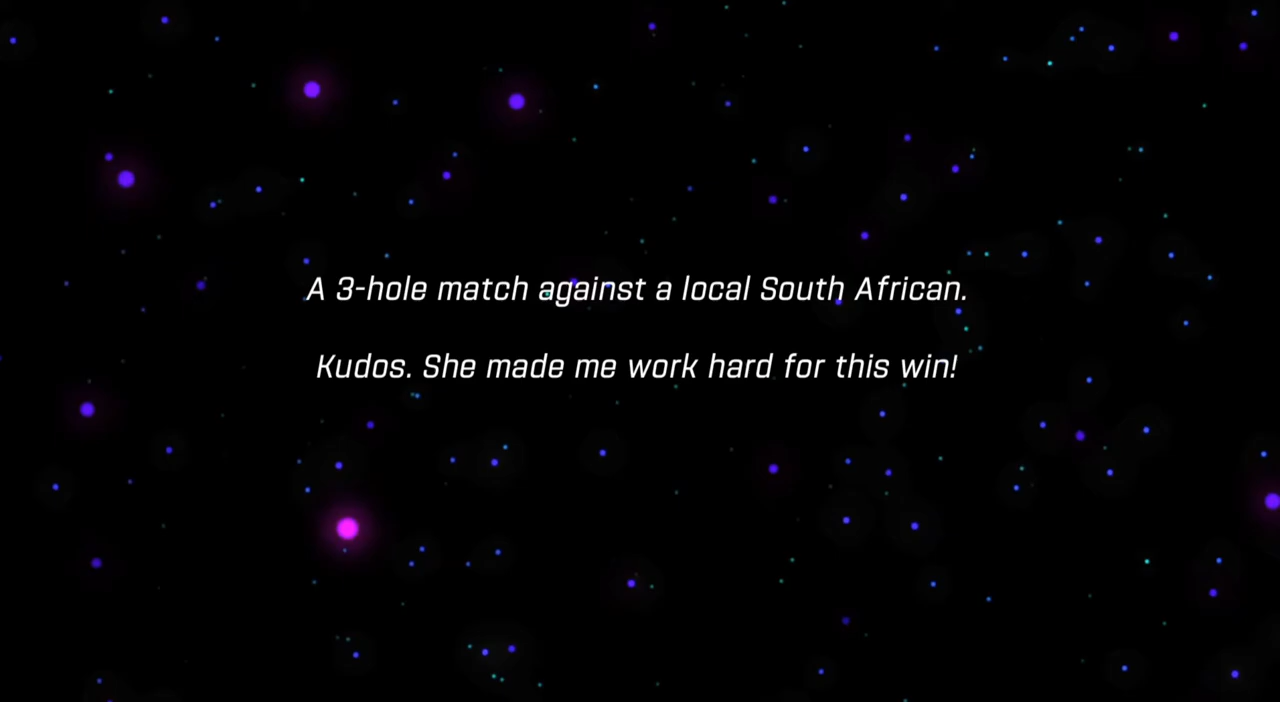 A 3-hole match against a local South African.
Kudos. She made me work hard for this win!